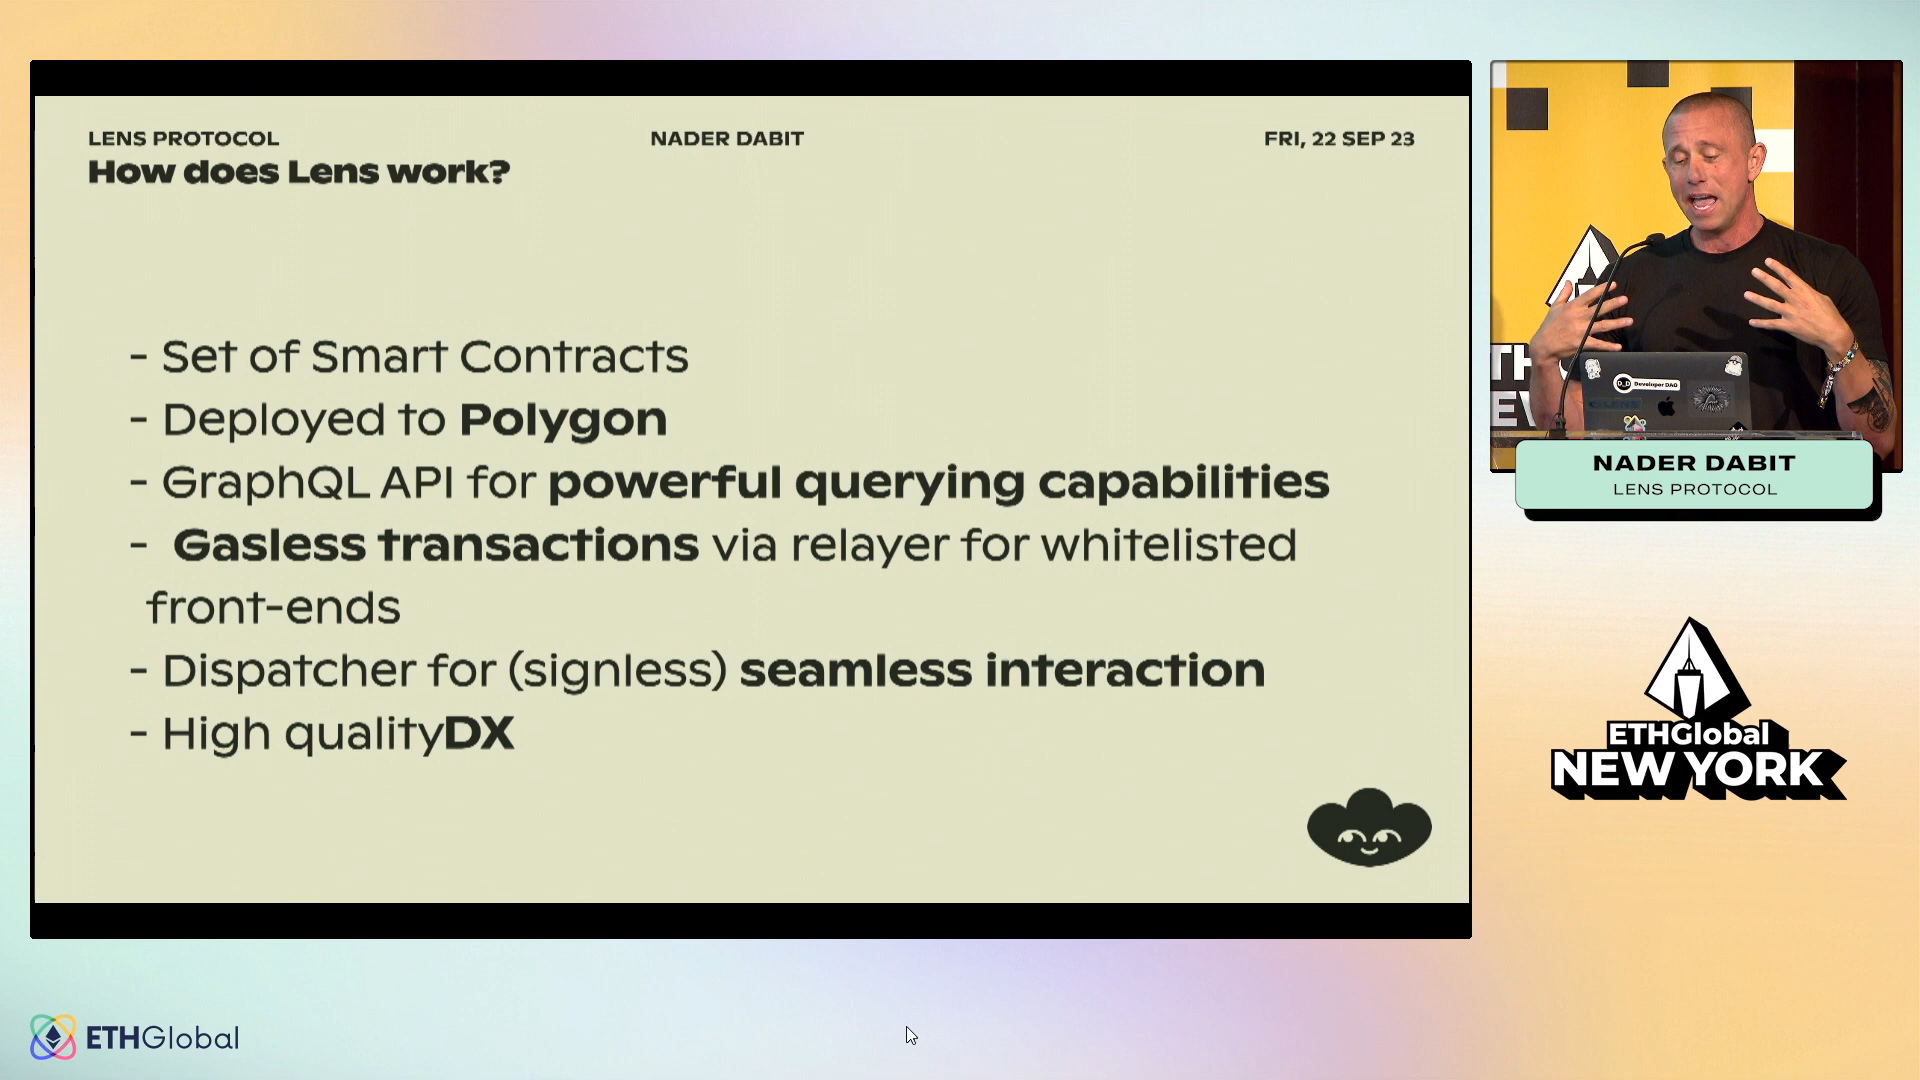 LENS PROTOCOL
How does Lens work?
NADER DABIT
FRI, 22 SEP 23
- Set of Smart Contracts
- Deployed to Polygon
- GraphQL API for powerful querying capabilities
- Gasless transactions via relayer for whitelisted
front-ends
- Dispatcher for (signless) seamless interaction
- High qualityDX
Developer DAO
NADER DABIT
LENS PROTOCOL
ETHGlobal
NEW YORK
ETHGlobal